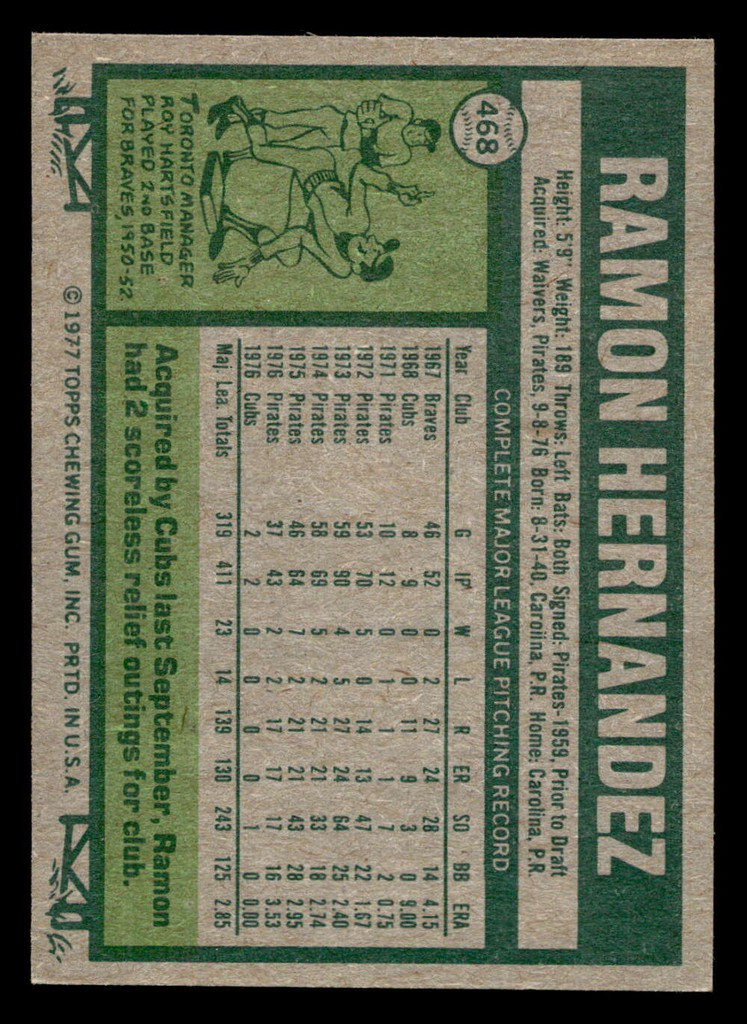 468
RAMON HERNANDEZ
Height: 5'9" Weight: 189 Throws: Left Bats: Both Signed: Pirates-1959, Prior to Draft
Acquired: Waivers, Pirates, 9-8-76 Born: 8-31-40, Carolina, P.R. Home: Carolina, P.R.
TORONTO MANAGER
ROY HARTSFIELD
PLAYED 2ND BASE
FOR BRAVES, 1950-52.
COMPLETE MAJOR LEAGUE PITCHING RECORD
Year Club G IP W L R ER SO BB ERA
1967 Braves 46 52 0 2 27 24 28 14 4.15
1968 Cubs 8 9 0 0 11 9 3 0 9.00
1971 Pirates 10 12 0 1 1 1 7 2 0.75
1972 Pirates 53 70 5 0 14 13 47 22 1.67
1973 Pirates 59 90 4 5 27 24 64 25 2.40
1974 Pirates 58 69 5 2 21 21 33 18 2.74
1975 Pirates 46 64 7 2 21 21 43 28 2.95
1976 Pirates 37 43 2 2 17 17 17 16 3.53
1976 Cubs 2 2 0 0 0 0 1 0 0.00
Maj. Lea. Totals 319 411 23 14 139 130 243 125 2.85
Acquired by Cubs last September, Ramon
had 2 scoreless relief outings for club.
© 1977 TOPPS CHEWING GUM, INC. PRTD. IN U.S.A.